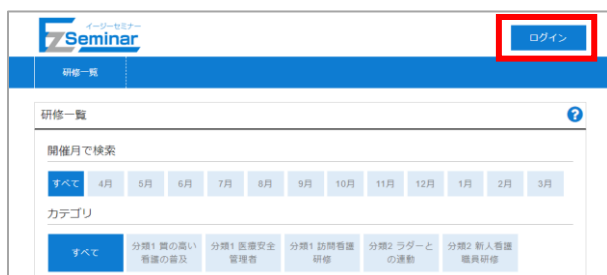 イージーセミナー
EZSeminar
ログイン
研修一覧
研修一覧
?
開催月で検索
すべて 4月 5月 6月 7月 8月 9月 10月 11月 12月 1月 2月 3月
カテゴリ
すべて
分類1 質の高い
看護の普及
分類1 医療安全
管理者
分類1 訪問看護
研修
分類2 ラダーと
の連動
分類2 新人看護
職員研修